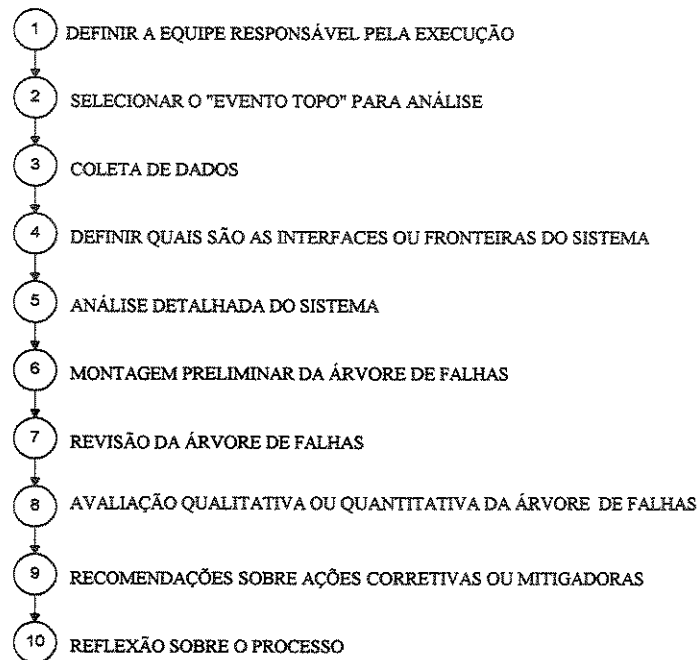 1 DEFINIR A EQUIPE RESPONSÁVEL PELA EXECUÇÃO
2 SELECIONAR O "EVENTO TOPO" PARA ANÁLISE
3 COLETA DE DADOS
4 DEFINIR QUAIS SÃO AS INTERFACES OU FRONTEIRAS DO SISTEMA
5 ANÁLISE DETALHADA DO SISTEMA
6 MONTAGEM PRELIMINAR DA ÁRVORE DE FALHAS
7 REVISÃO DA ÁRVORE DE FALHAS
8 AVALIAÇÃO QUALITATIVA OU QUANTITATIVA DA ÁRVORE DE FALHAS
9 RECOMENDAÇÕES SOBRE AÇÕES CORRETIVAS OU MITIGADORAS
10 REFLEXÃO SOBRE O PROCESSO